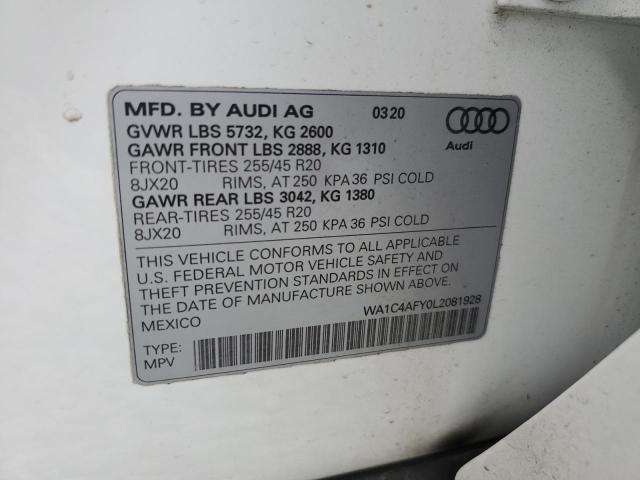 MFD. BY AUDI AG 03 20
GVWR LBS 5732, KG 2600
GAWR FRONT LBS 2888, KG 1310
FRONT-TIRES 255/45 R20
8JX20 RIMS, AT 250 KPA 36 PSI COLD
GAWR REAR LBS 3042, KG 1380
REAR-TIRES 255/45 R20
8JX20 RIMS, AT 250 KPA 36 PSI COLD
Audi
THIS VEHICLE CONFORMS TO ALL APPLICABLE
U.S. FEDERAL MOTOR VEHICLE SAFETY AND
THEFT PREVENTION STANDARDS IN EFFECT ON
THE DATE OF MANUFACTURE SHOWN ABOVE.
MEXICO WA1C4AFY0L2081928
TYPE:
MPV